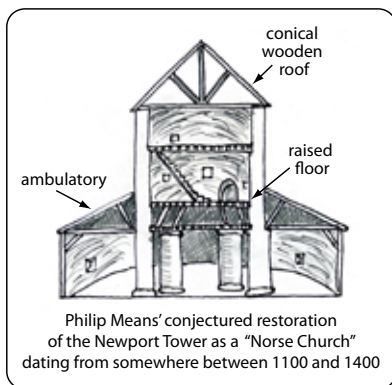 conical
wooden
roof
raised
floor
ambulatory
Philip Means' conjectured restoration
of the Newport Tower as a “Norse Church”
dating from somewhere between 1100 and 1400